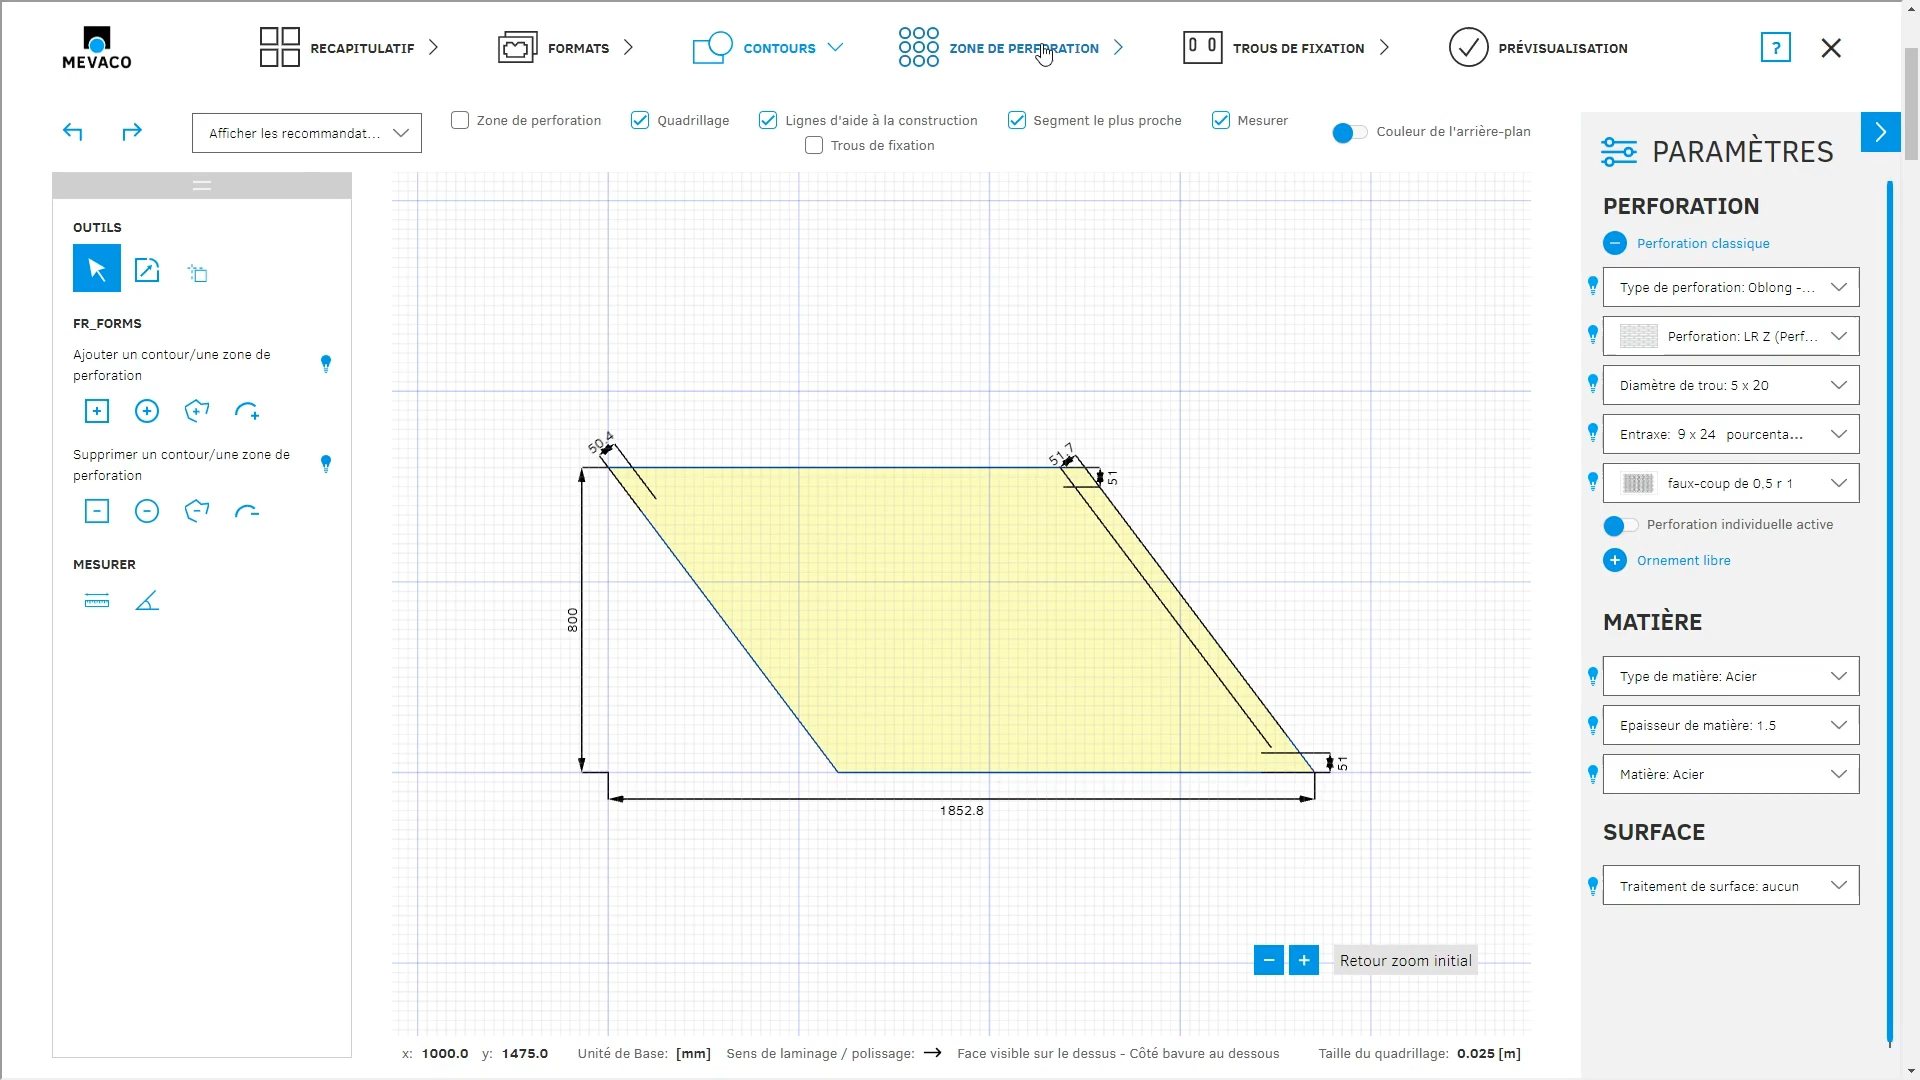 MEVACO
RECAPITULATIF
FORMATS
CONTOURS
ZONE DE PERFORATION
TROUS DE FIXATION
PRÉVISUALISATION
?
Afficher les recommandat...
Zone de perforation
Quadrillage
Lignes d'aide à la construction
Segment le plus proche
Mesurer
Trous de fixation
Couleur de l'arrière-plan
OUTILS
FR_FORMS
Ajouter un contour/une zone de
perforation
Supprimer un contour/une zone de
perforation
MESURER
50.4
51.7
51
800
51
1852.8
Retour zoom initial
x: 1000.0 y: 1475.0 Unité de Base: [mm] Sens de laminage / polissage: → Face visible sur le dessus - Côté bavure au dessous Taille du quadrillage: 0.025 [m]
PARAMÈTRES
PERFORATION
Perforation classique
Type de perforation: Oblong -...
Perforation: LR Z (Perf...
Diamètre de trou: 5 x 20
Entraxe: 9 x 24 pourcenta...
faux-coup de 0,5 r 1
Perforation individuelle active
Ornement libre
MATIÈRE
Type de matière: Acier
Epaisseur de matière: 1.5
Matière: Acier
SURFACE
Traitement de surface: aucun